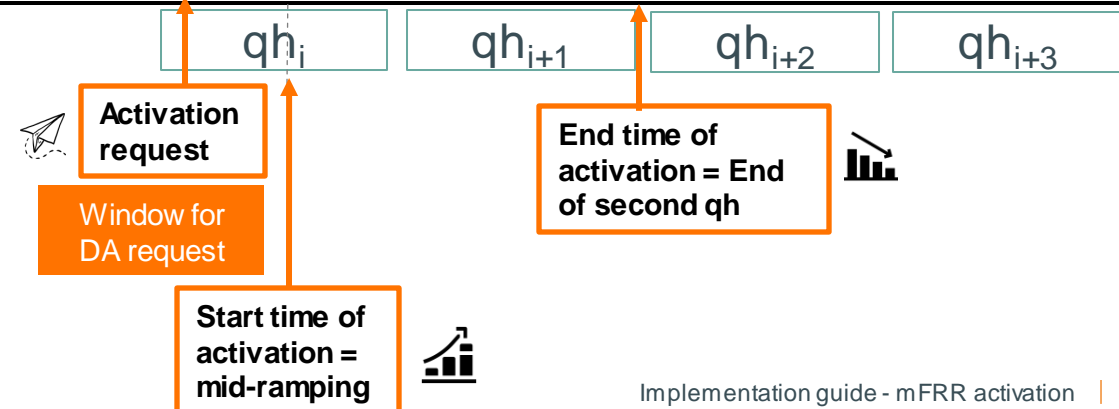 qhi qhi+1 qhi+2 qhi+3
Activation
request
End time of
activation = End
of second qh
Window for
DA request
Start time of
activation =
mid-ramping
Implementation guide - mFRR activation